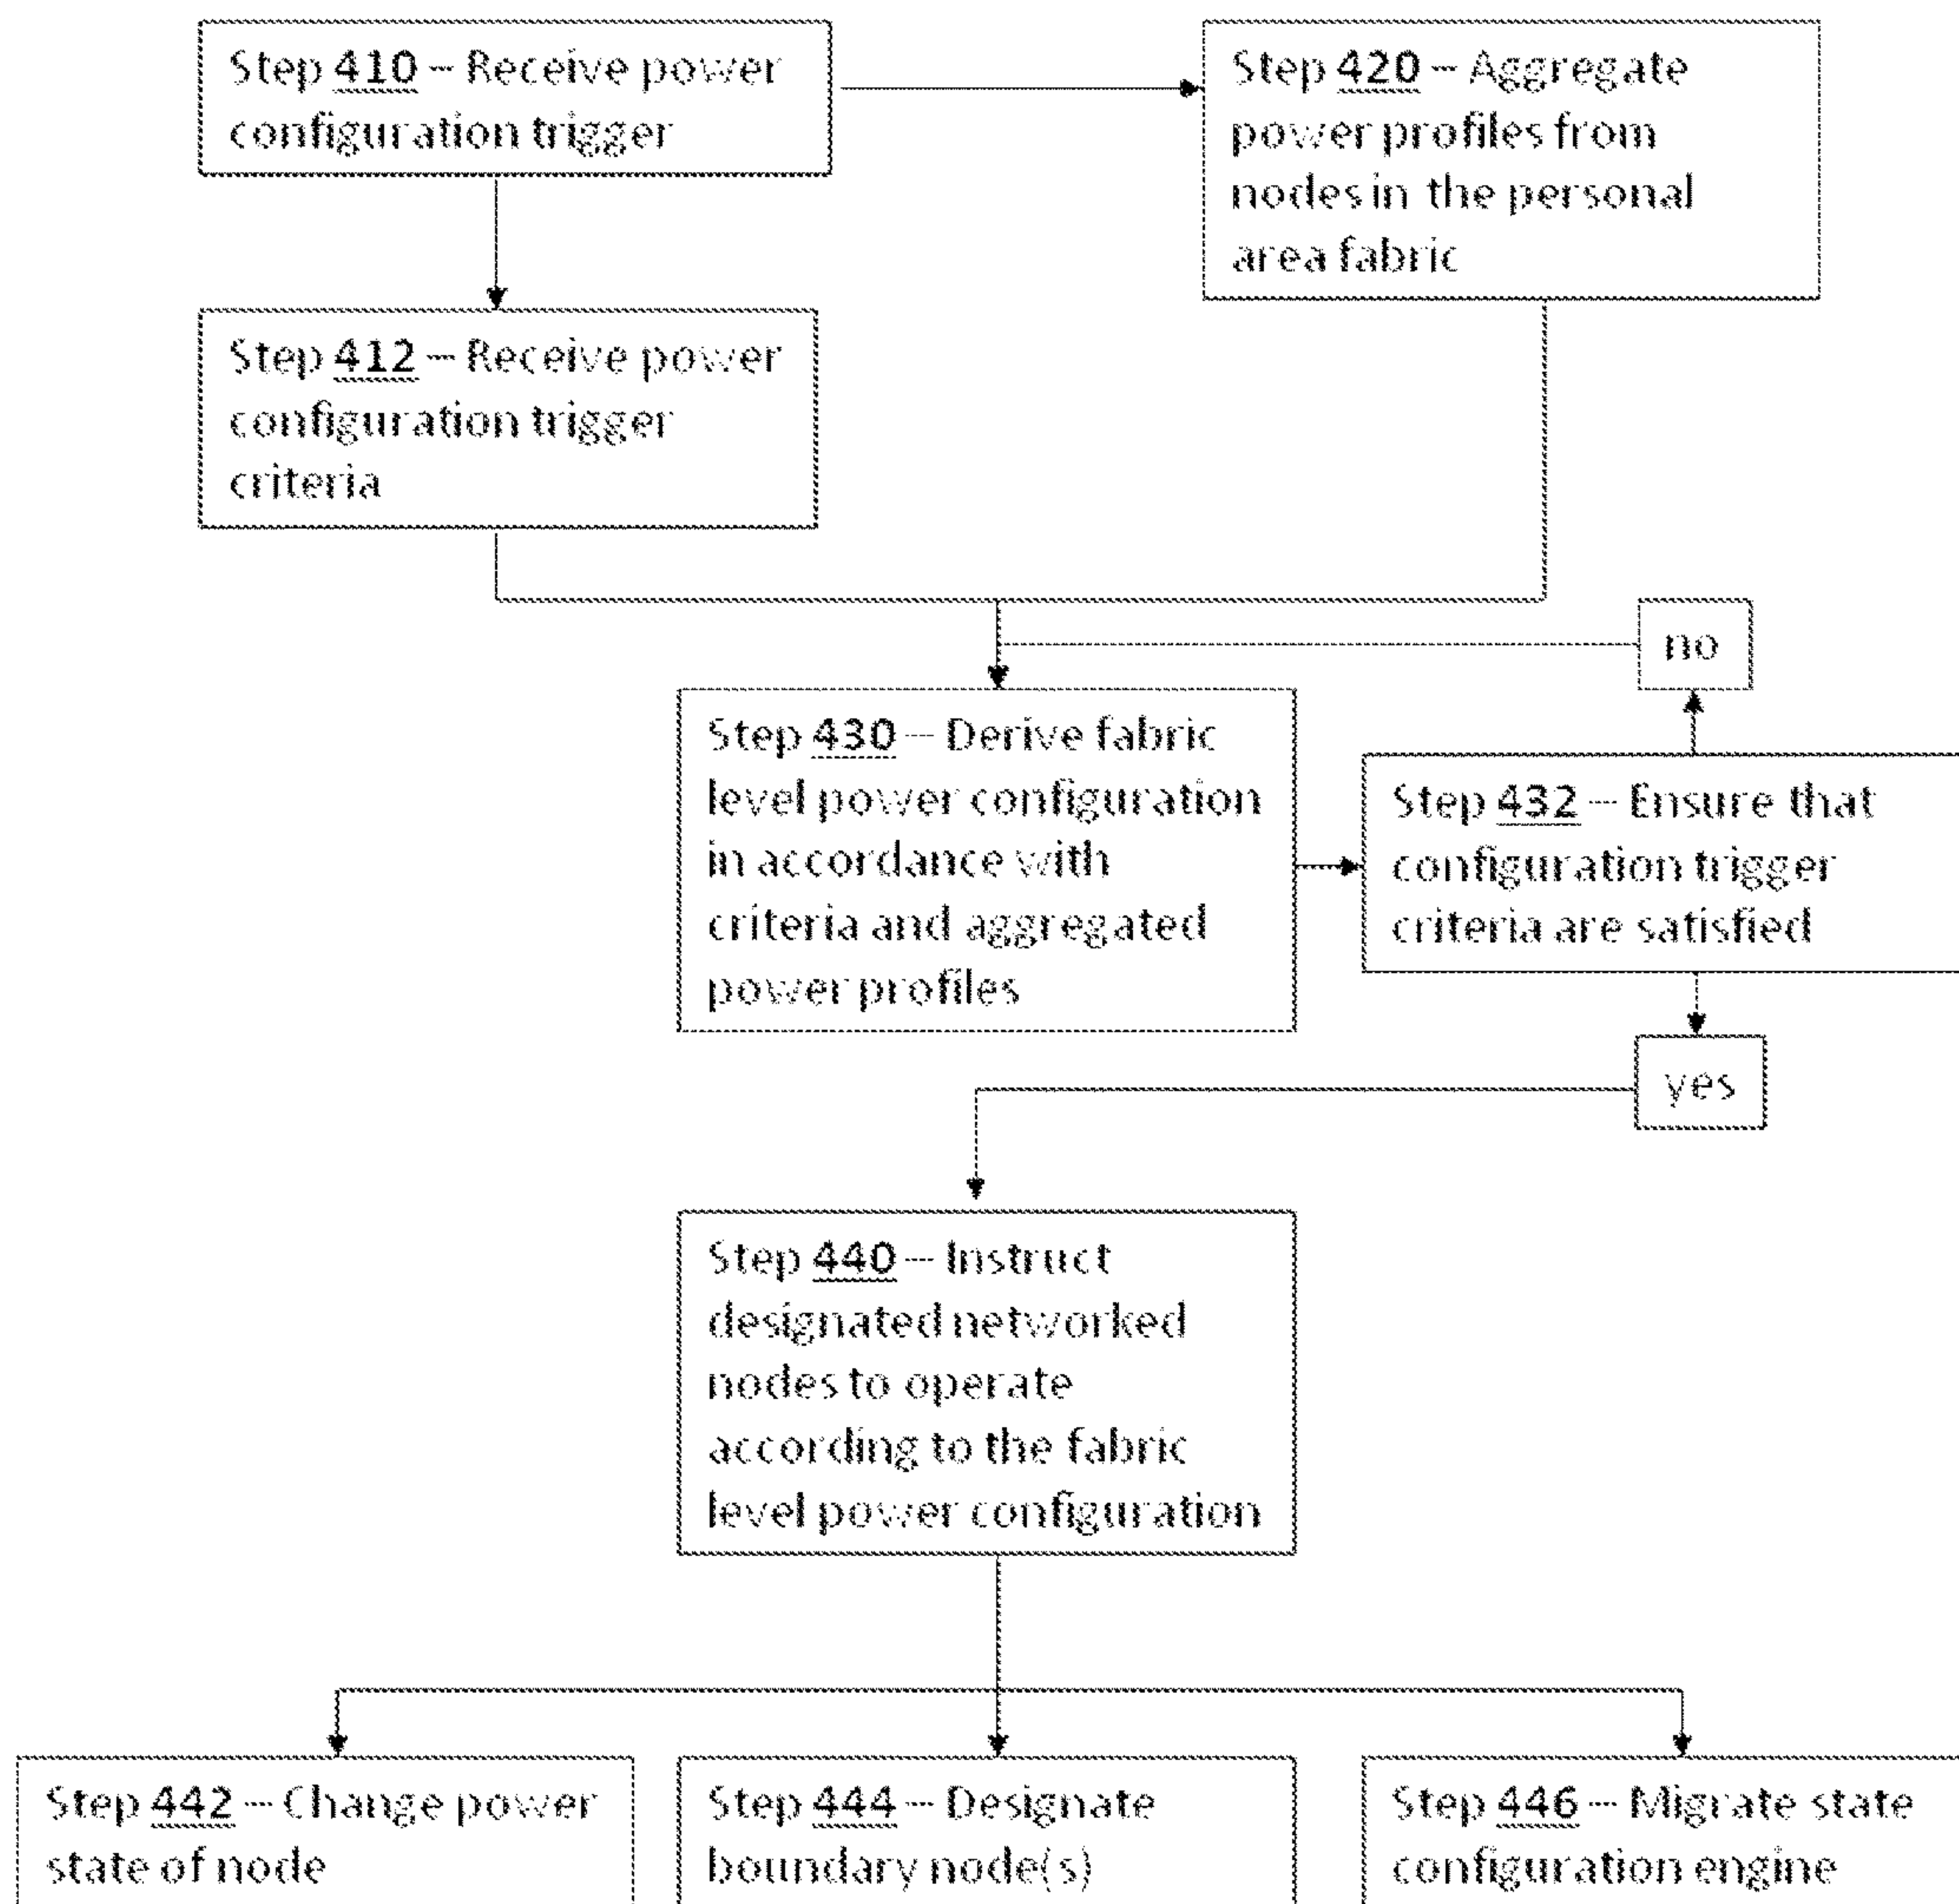 Step 410 – Receive power
configuration trigger
Step 420 – Aggregate
power profiles from
nodes in the personal
area fabric
Step 412 – Receive power
configuration trigger
criteria
no
Step 430 – Derive fabric
level power configuration
in accordance with
criteria and aggregated
power profiles
Step 432 – Ensure that
configuration trigger
criteria are satisfied
yes
Step 440 – Instruct
designated networked
nodes to operate
according to the fabric
level power configuration
Step 442 – Change power
state of node
Step 444 – Designate
boundary node(s)
Step 446 – Migrate state
configuration engine